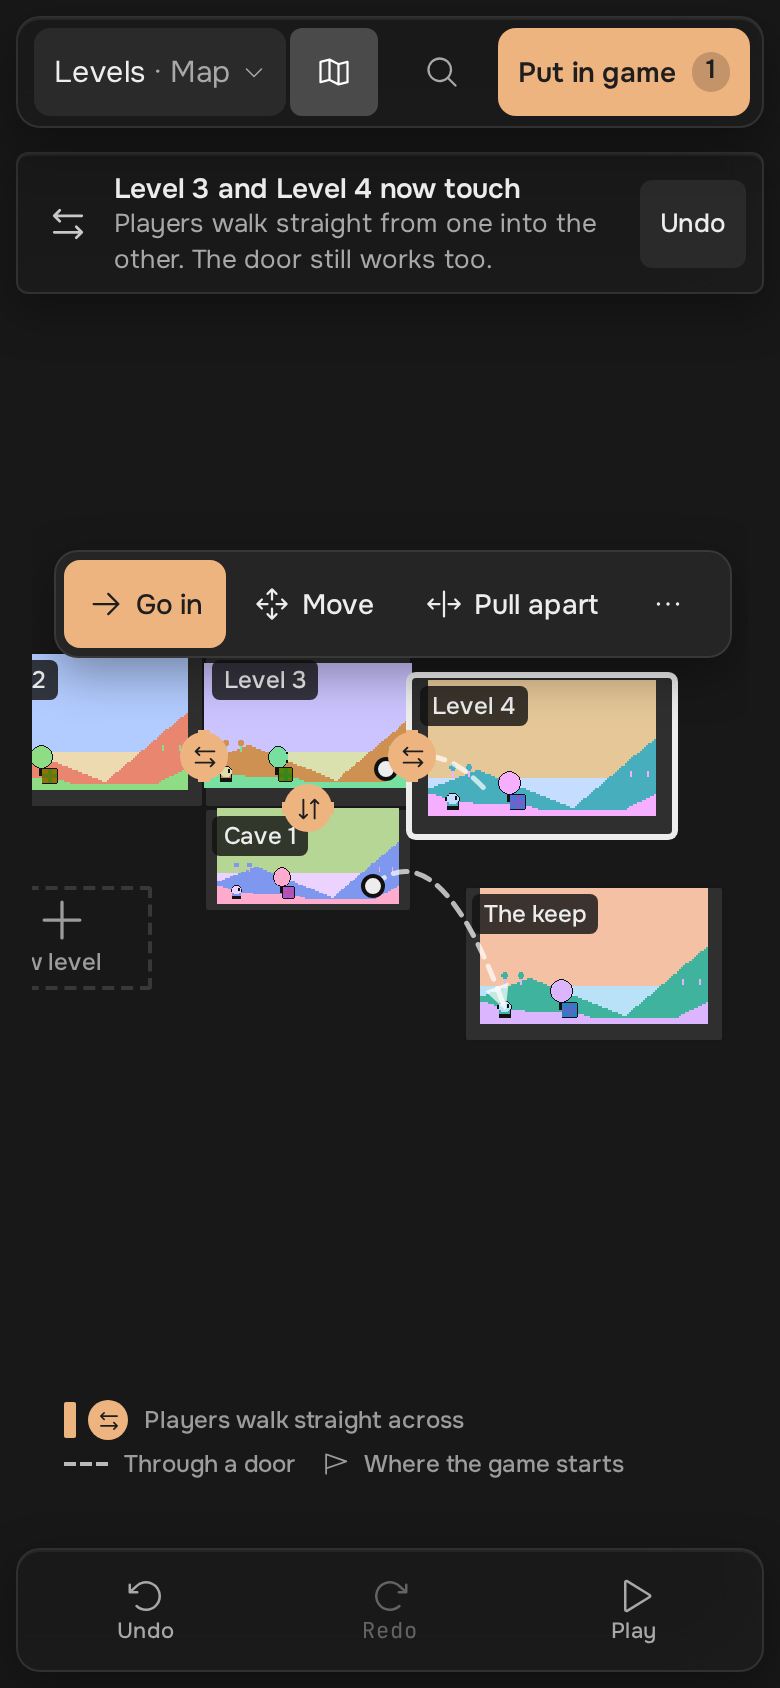 Levels · Map
Put in game 1
Level 3 and Level 4 now touch
Players walk straight from one into the
other. The door still works too.
Undo
Go in
Move
Pull apart
···
2
Level 3
Level 4
Cave 1
The keep
w level
Players walk straight across
Through a door
Where the game starts
Undo
Redo
Play